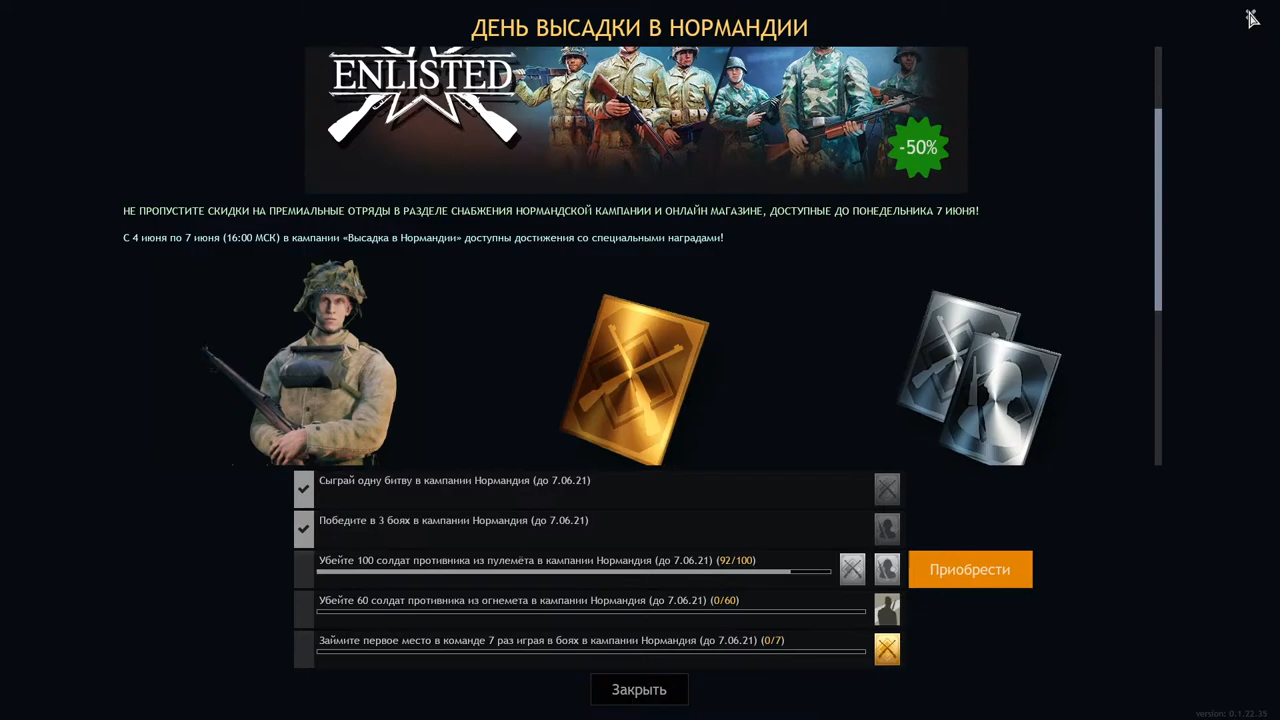 ДЕНЬ ВЫСАДКИ В НОРМАНДИИ
ENLISTED
-50%
НЕ ПРОПУСТИТЕ СКИДКИ НА ПРЕМИАЛЬНЫЕ ОТРЯДЫ В РАЗДЕЛЕ СНАБЖЕНИЯ НОРМАНДСКОЙ КАМПАНИИ И ОНЛАЙН МАГАЗИНЕ, ДОСТУПНЫЕ ДО ПОНЕДЕЛЬНИКА 7 ИЮНЯ!
С 4 июня по 7 июня (16:00 МСК) в кампании «Высадка в Нормандии» доступны достижения со специальными наградами!
Сыграй одну битву в кампании Нормандия (до 7.06.21)
Победите в 3 боях в кампании Нормандия (до 7.06.21)
Убейте 100 солдат противника из пулемёта в кампании Нормандия (до 7.06.21) (92/100)
Приобрести
Убейте 60 солдат противника из огнемета в кампании Нормандия (до 7.06.21) (0/60)
Займите первое место в команде 7 раз играя в боях в кампании Нормандия (до 7.06.21) (0/7)
Закрыть
version: 0.1.22.35